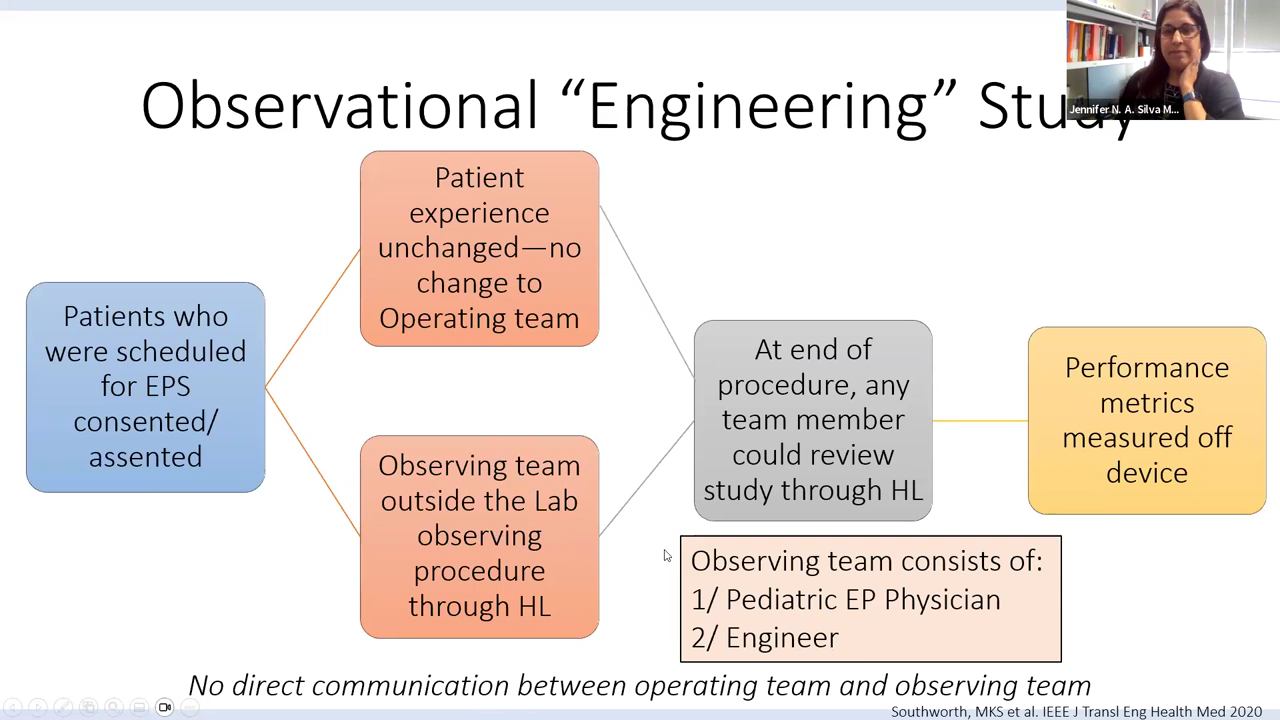 Jennifer N. A. Silva M...
Observational “Engineering” Study
Patients who
were scheduled
for EPS
consented/
assented
Patient
experience
unchanged—no
change to
Operating team
Observing team
outside the Lab
observing
procedure
through HL
At end of
procedure, any
team member
could review
study through HL
Performance
metrics
measured off
device
Observing team consists of:
1/ Pediatric EP Physician
2/ Engineer
No direct communication between operating team and observing team
Southworth, MKS et al. IEEE J Transl Eng Health Med 2020